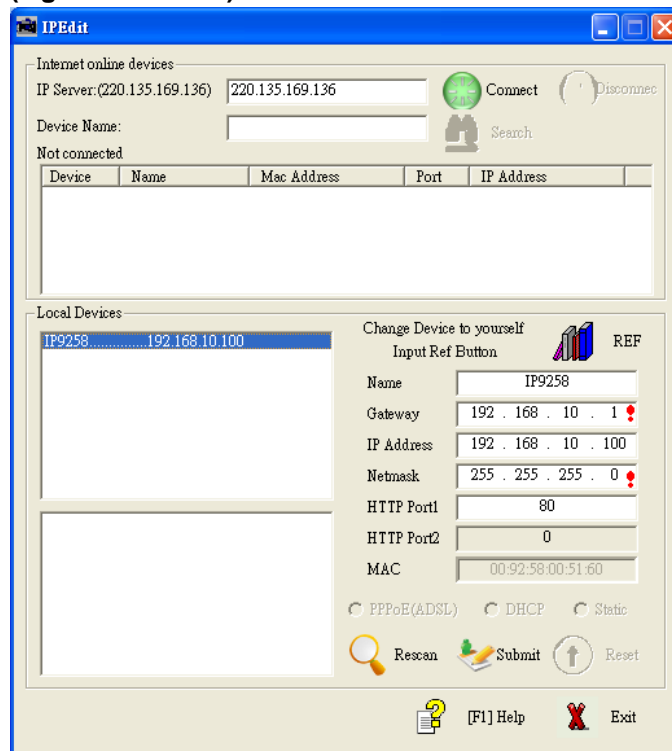 IPEdit
Internet online devices
IP Server:(220.135.169.136) 220.135.169.136 Connect Disconnec
Device Name: Search
Not connected
Device Name Mac Address Port IP Address
Local Devices
IP9258..............192.168.10.100
Change Device to yourself
Input Ref Button
REF
Name IP9258
Gateway 192 . 168 . 10 . 1
IP Address 192 . 168 . 10 . 100
Netmask 255 . 255 . 255 . 0
HTTP Port1 80
HTTP Port2 0
MAC 00:92:58:00:51:60
PPPoE(ADSL) DHCP Static
Rescan Submit Reset
[F1] Help Exit